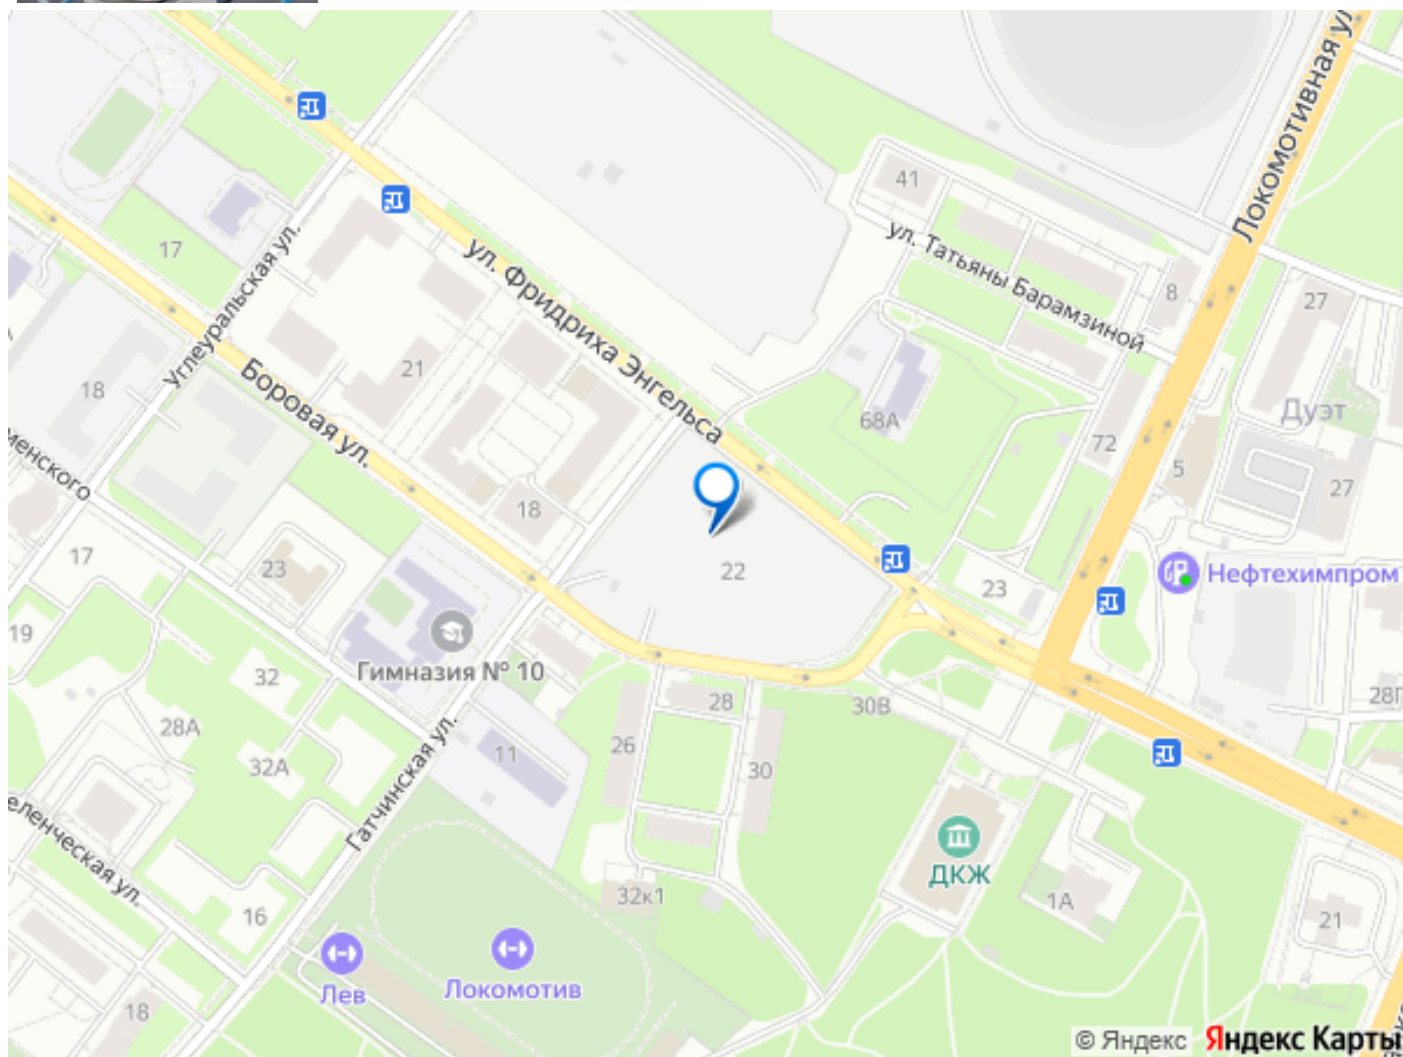 Локомотивная ул.
41
ул. Татьяны Барамзиной
17
8
27
Углеуральская ул.
ул. Фридриха Энгельса
21
18
Боровая ул.
68А
Дуэт
72
5
27
менского
18
22
17
23
23
Нефтехимпром
19
Гимназия № 10
32
28
30В
28А
26
11
32А
30
Гатчинская ул.
еленческая ул.
ДКЖ
32к1
1А
16
21
Лев
Локомотив
18
© Яндекс Яндекс Карты